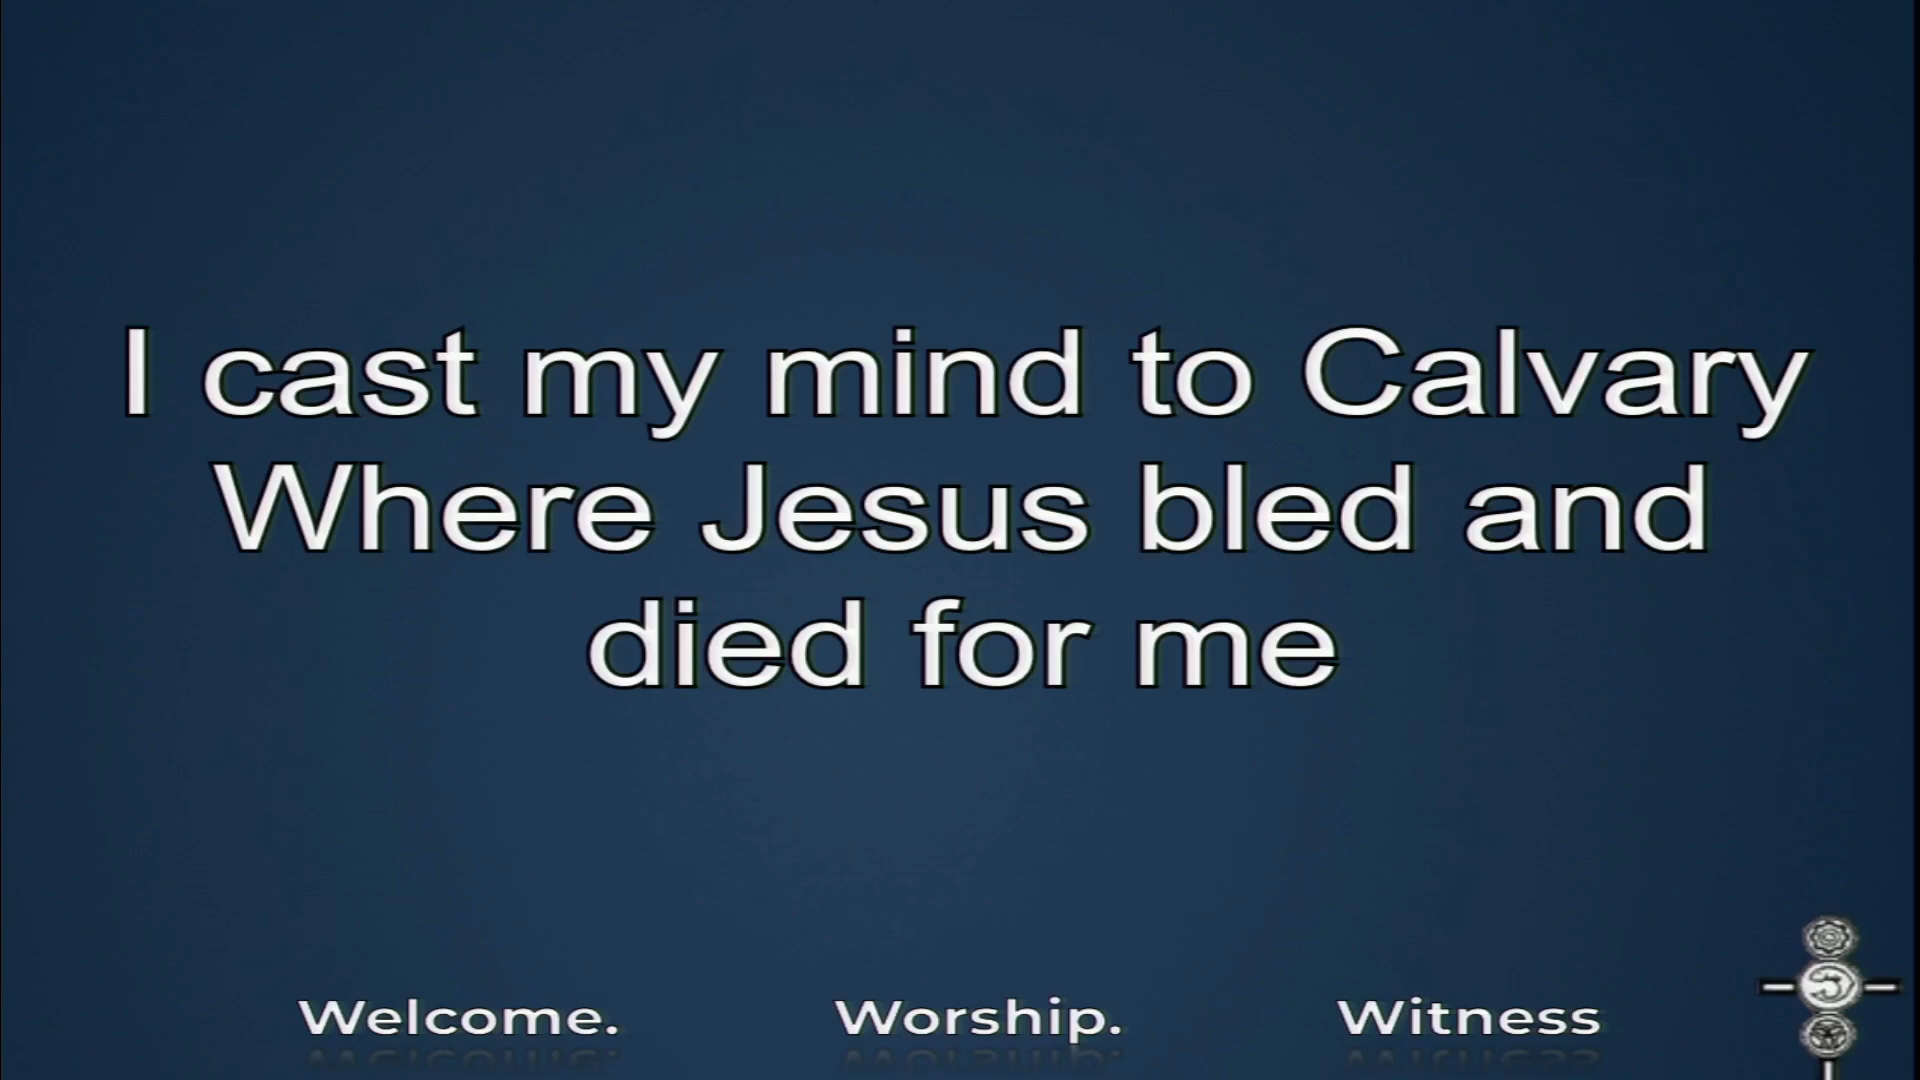 I cast my mind to Calvary
Where Jesus bled and
died for me
Welcome. Worship. Witness